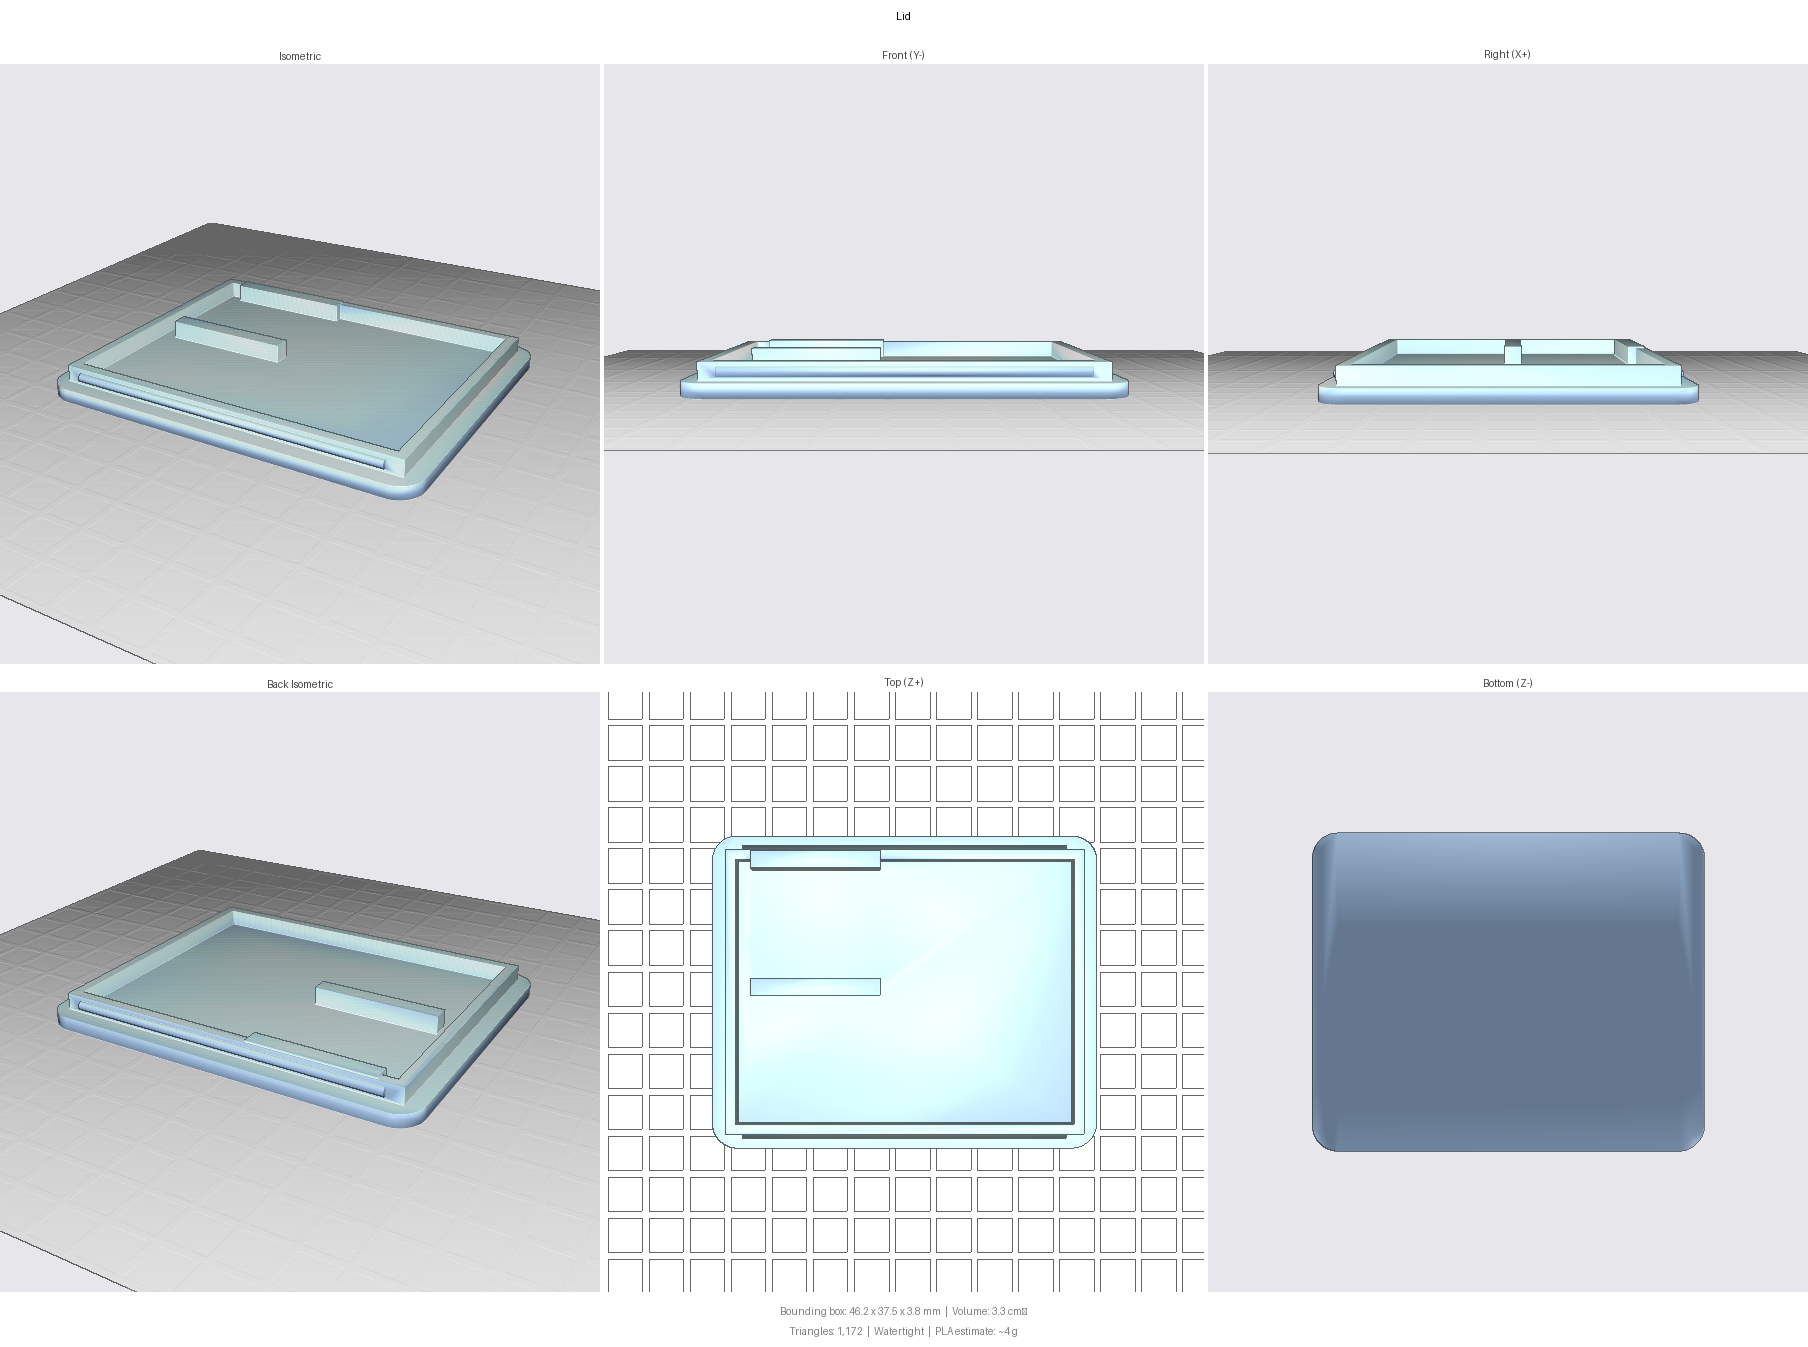 Lid
Isometric
Front (Y-)
Right (X+)
Back Isometric
Top (Z+)
Bottom (Z-)
Bounding box: 46.2 x 37.5 x 3.8 mm | Volume: 3.3 cm▯
Triangles: 1,172 | Watertight | PLA estimate: ~4 g